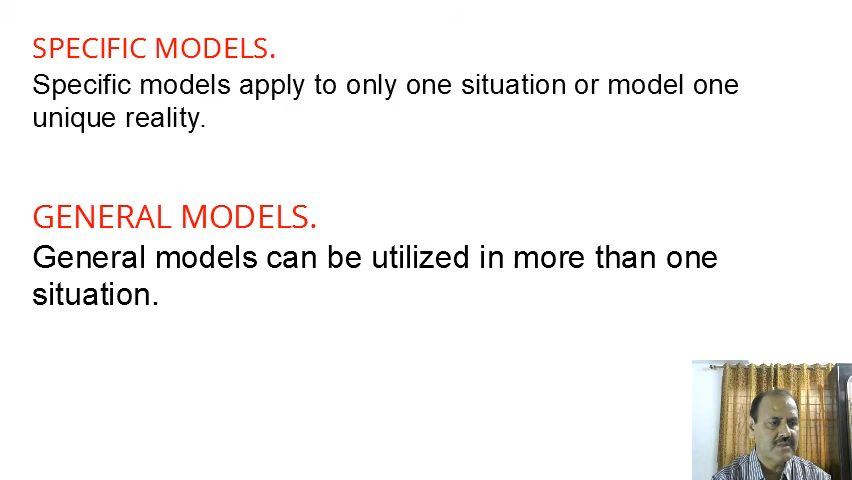 SPECIFIC MODELS.
Specific models apply to only one situation or model one
unique reality.
GENERAL MODELS.
General models can be utilized in more than one
situation.